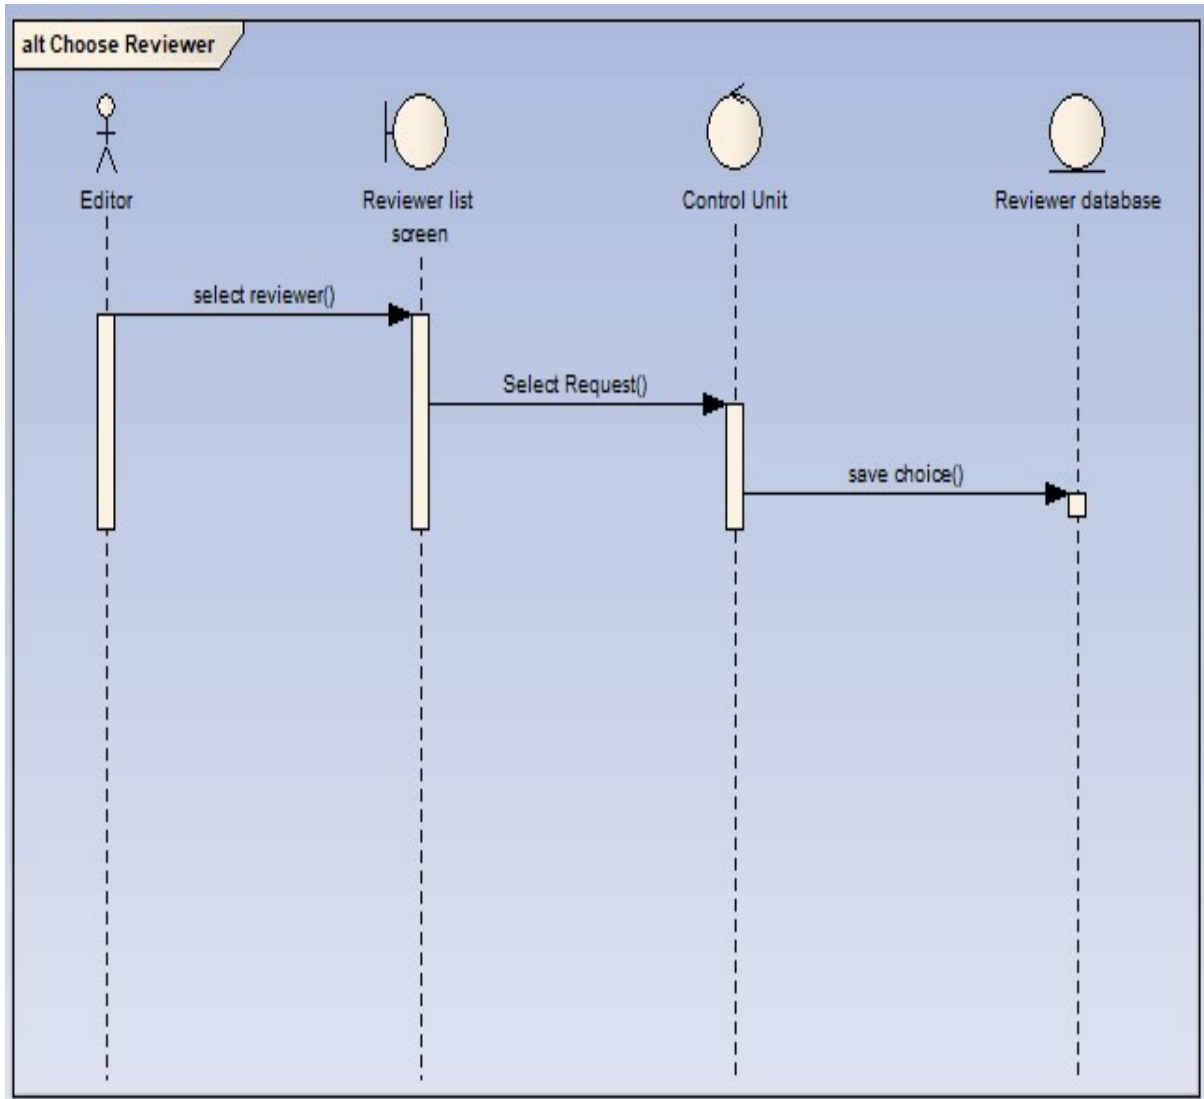 alt Choose Reviewer
Editor
Reviewer list
screen
Control Unit
Reviewer database
select reviewer()
Select Request()
save choice()